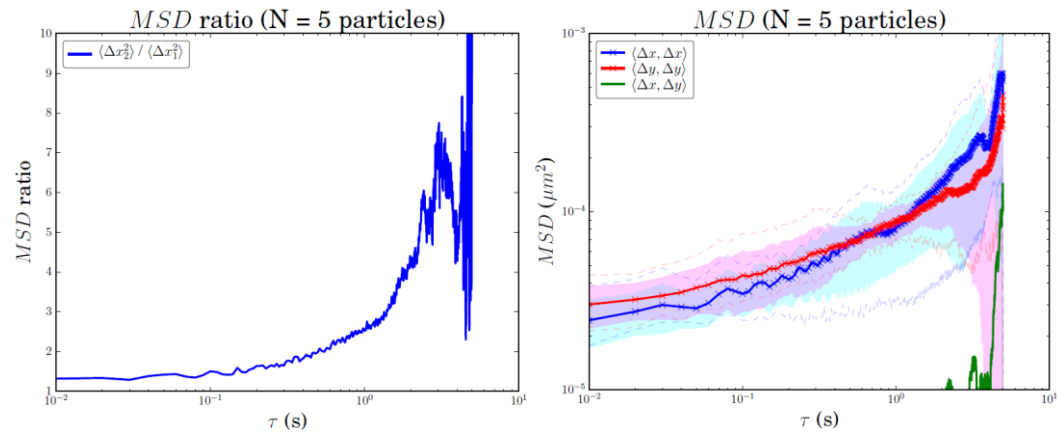 MSD ratio (N = 5 particles)
MSD ratio
10
9
8
7
6
5
4
3
2
1
⟨Δx₂²⟩ / ⟨Δx₁²⟩
10⁻²
10⁻¹
10⁰
10¹
τ (s)
MSD (N = 5 particles)
MSD (μm²)
10⁻³
10⁻⁴
10⁻⁵
⟨Δx, Δx⟩
⟨Δy, Δy⟩
⟨Δx, Δy⟩
10⁻²
10⁻¹
10⁰
10¹
τ (s)